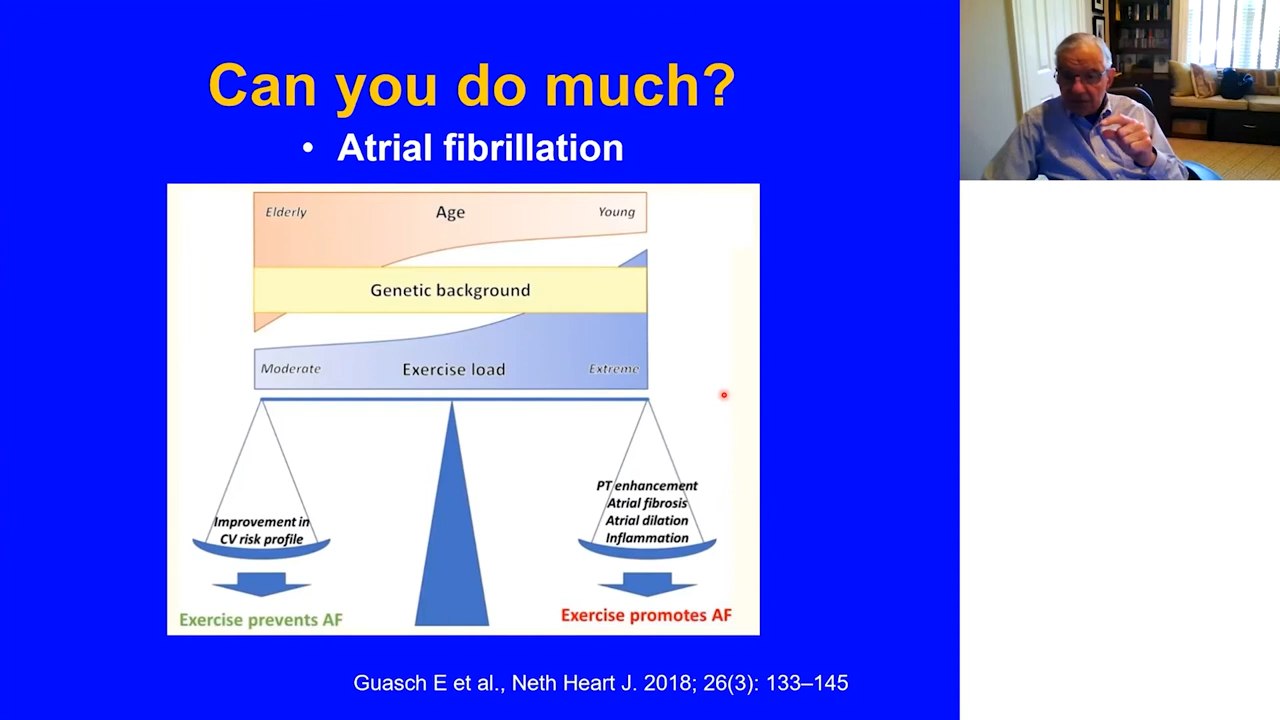 Can you do much?
• Atrial fibrillation
Elderly Age Young
Genetic background
Moderate Exercise load Extreme
Improvement in
CV risk profile
PT enhancement
Atrial fibrosis
Atrial dilation
Inflammation
Exercise prevents AF
Exercise promotes AF
Guasch E et al., Neth Heart J. 2018; 26(3): 133–145